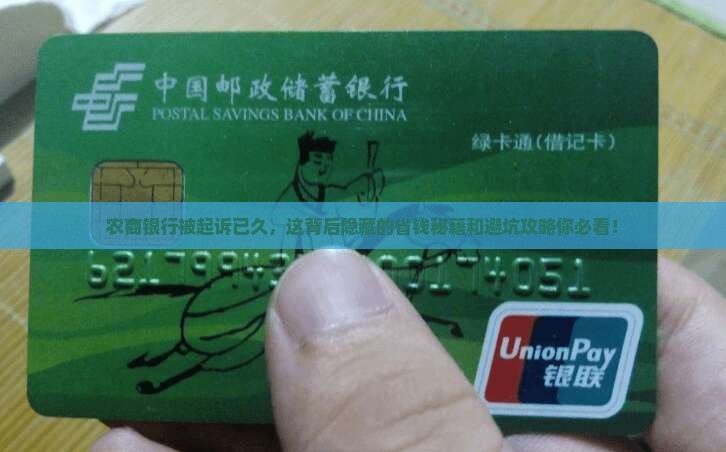 中国邮政储蓄银行
POSTAL SAVINGS BANK OF CHINA
绿卡通(借记卡)
农商银行被起诉已久，这背后隐藏的省钱秘籍和避坑攻略你必看！
UnionPay
银联